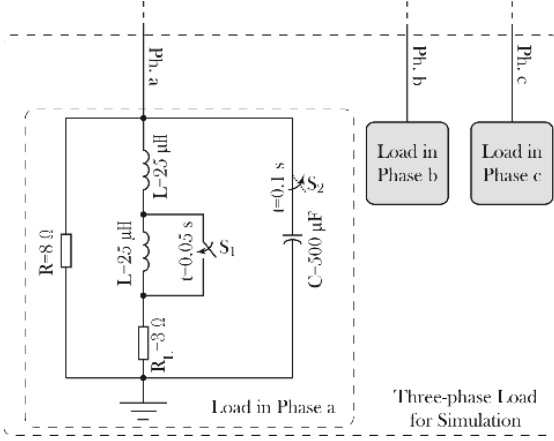 Ph. a
Ph. b
Ph. c
Load in
Phase b
Load in
Phase c
L=25 μH
t=0.1 s
S2
R=8 Ω
L=25 μH
t=0.05 s
S1
C=500 μF
RL=3 Ω
Load in Phase a
Three-phase Load
for Simulation